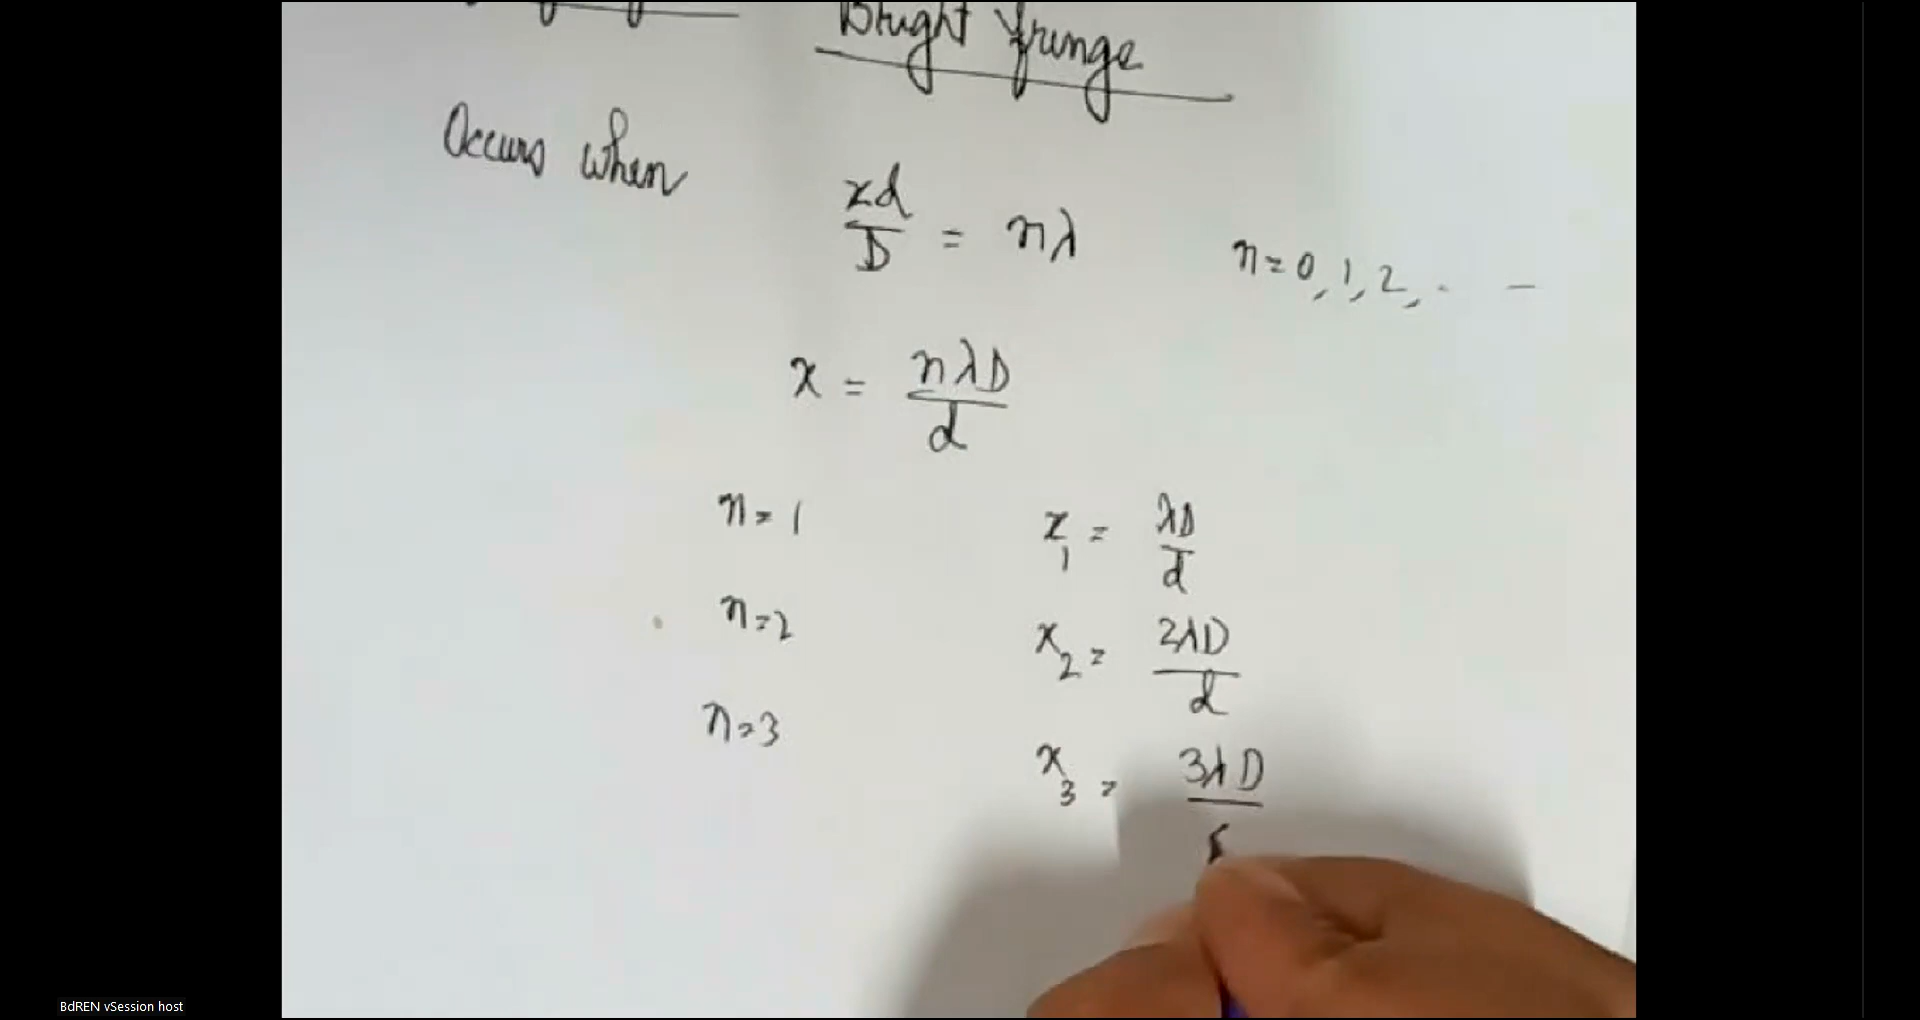 Bright fringe
Occurs when
xd/D = nλ n = 0, 1, 2, . –
x = nλD/d
n = 1 x₁ = λD/d
n = 2 x₂ = 2λD/d
n = 3 x₃ = 3λD/
BdREN vSession host